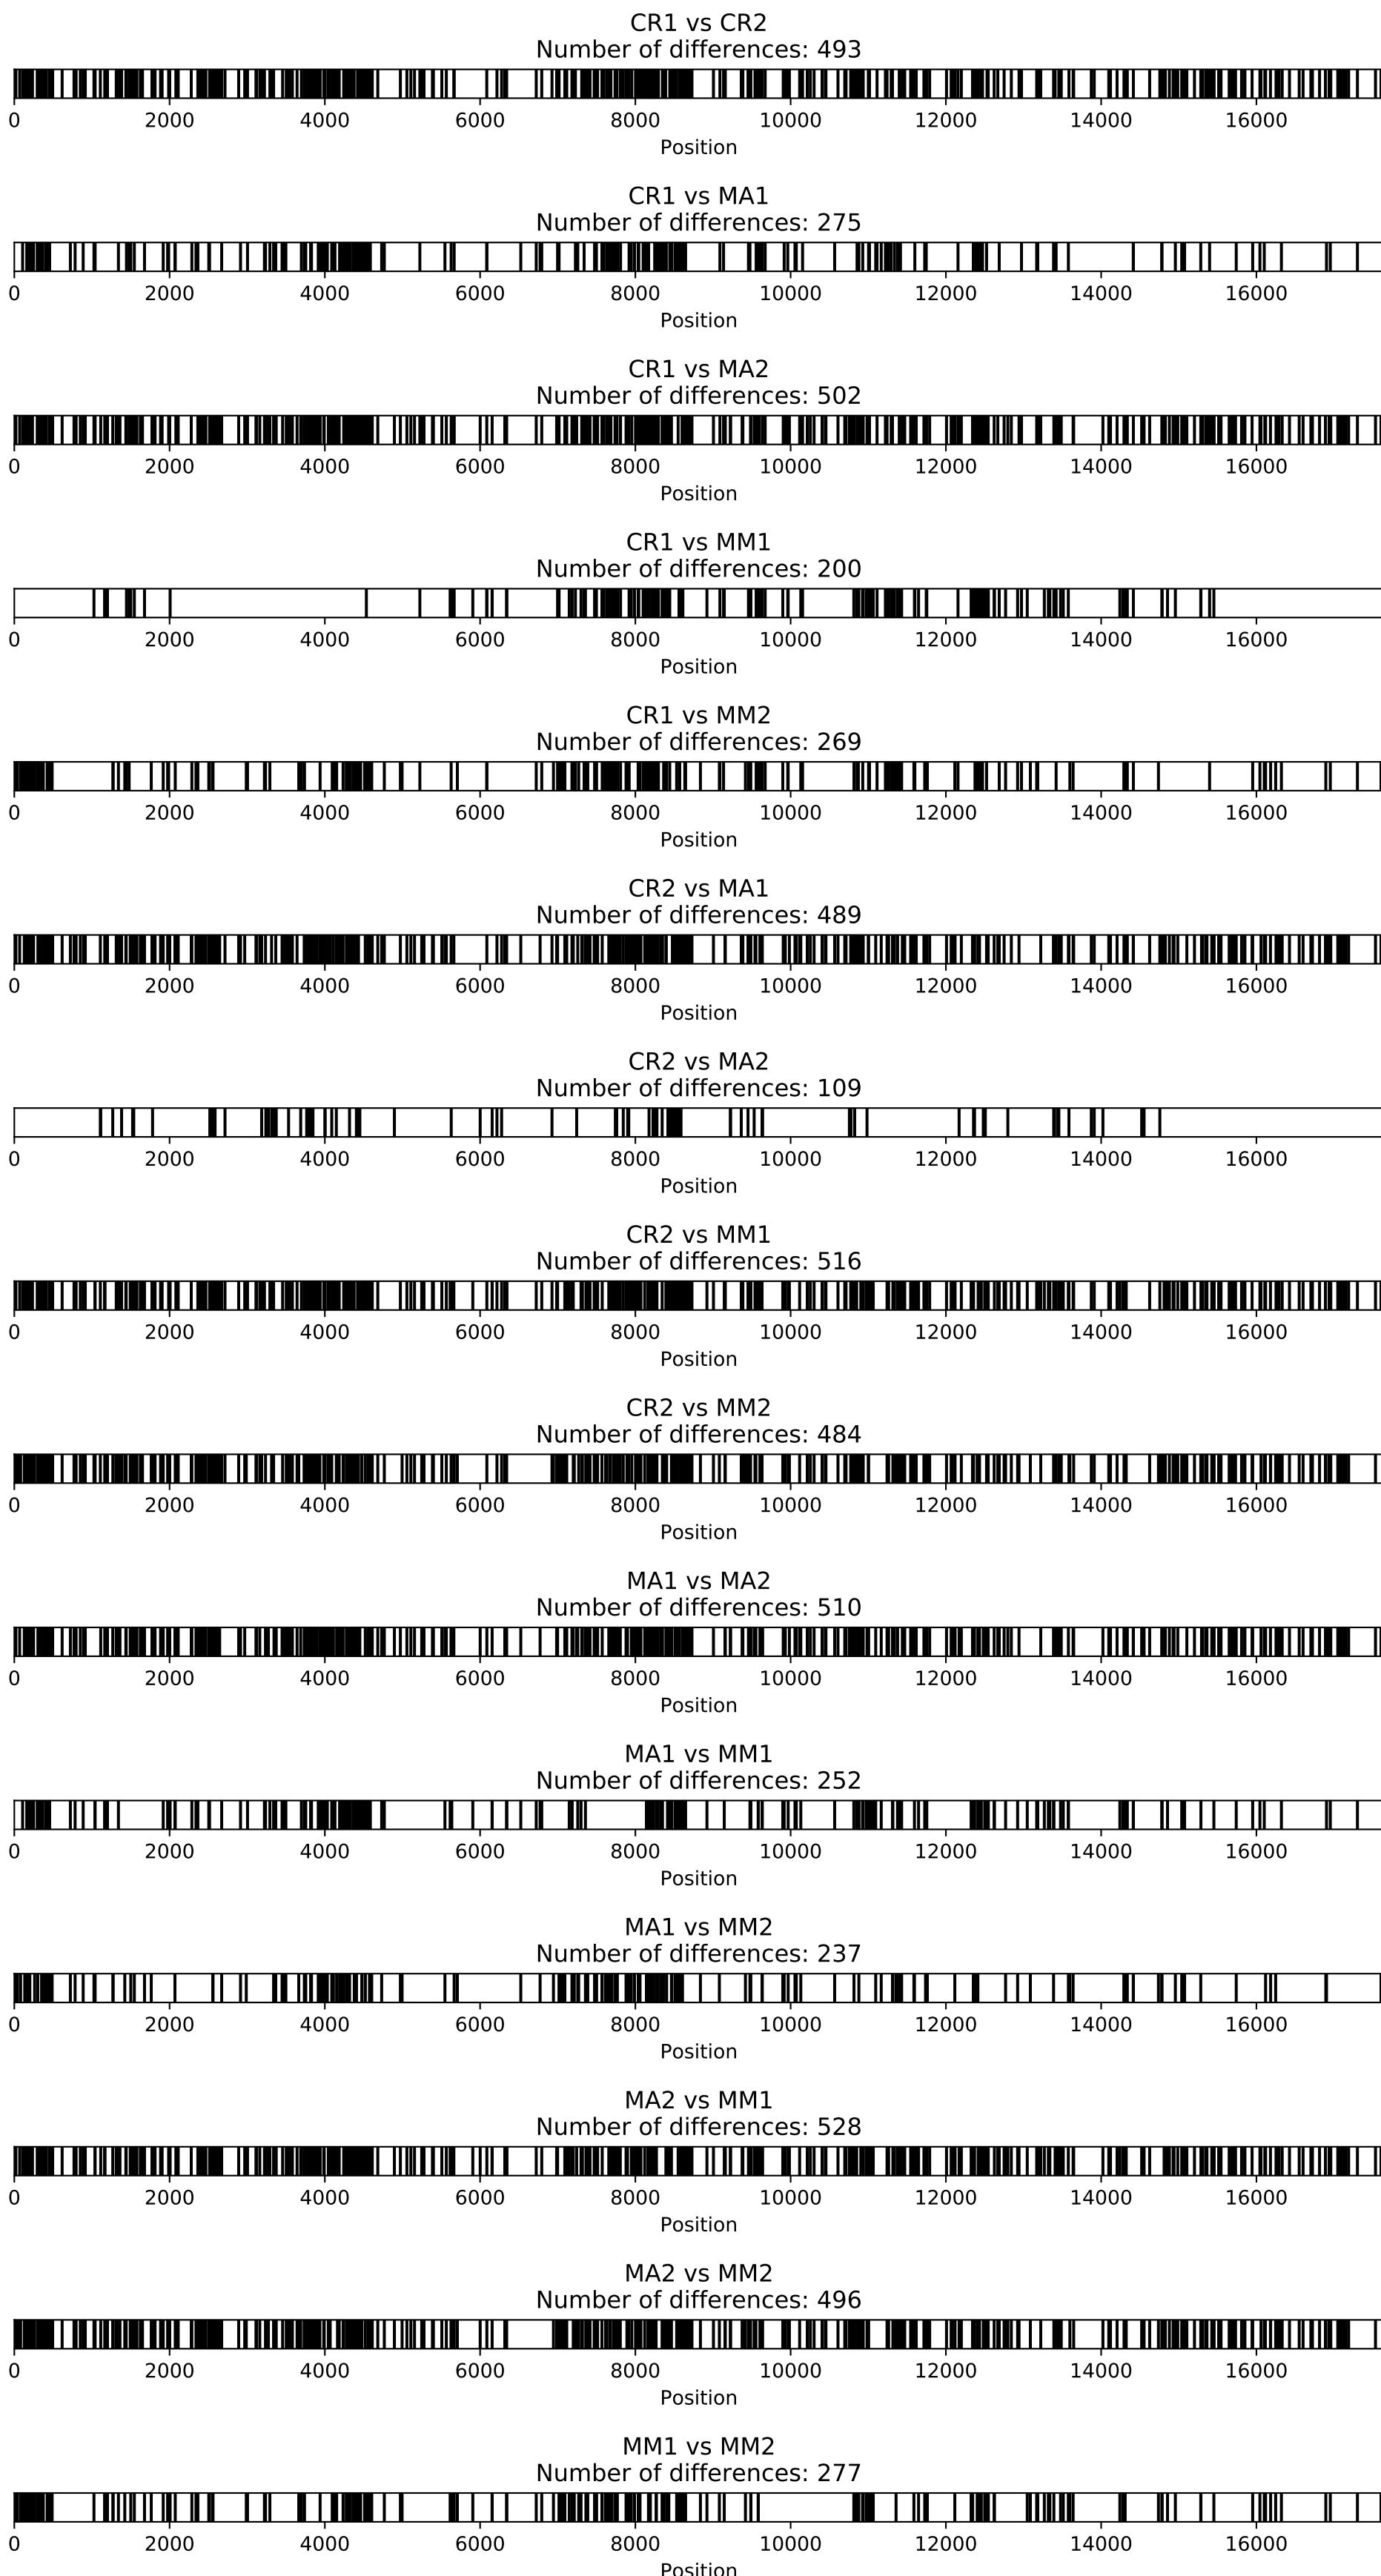 CR1 vs CR2
Number of differences: 493
0 2000 4000 6000 8000 10000 12000 14000 16000
Position
CR1 vs MA1
Number of differences: 275
0 2000 4000 6000 8000 10000 12000 14000 16000
Position
CR1 vs MA2
Number of differences: 502
0 2000 4000 6000 8000 10000 12000 14000 16000
Position
CR1 vs MM1
Number of differences: 200
0 2000 4000 6000 8000 10000 12000 14000 16000
Position
CR1 vs MM2
Number of differences: 269
0 2000 4000 6000 8000 10000 12000 14000 16000
Position
CR2 vs MA1
Number of differences: 489
0 2000 4000 6000 8000 10000 12000 14000 16000
Position
CR2 vs MA2
Number of differences: 109
0 2000 4000 6000 8000 10000 12000 14000 16000
Position
CR2 vs MM1
Number of differences: 516
0 2000 4000 6000 8000 10000 12000 14000 16000
Position
CR2 vs MM2
Number of differences: 484
0 2000 4000 6000 8000 10000 12000 14000 16000
Position
MA1 vs MA2
Number of differences: 510
0 2000 4000 6000 8000 10000 12000 14000 16000
Position
MA1 vs MM1
Number of differences: 252
0 2000 4000 6000 8000 10000 12000 14000 16000
Position
MA1 vs MM2
Number of differences: 237
0 2000 4000 6000 8000 10000 12000 14000 16000
Position
MA2 vs MM1
Number of differences: 528
0 2000 4000 6000 8000 10000 12000 14000 16000
Position
MA2 vs MM2
Number of differences: 496
0 2000 4000 6000 8000 10000 12000 14000 16000
Position
MM1 vs MM2
Number of differences: 277
0 2000 4000 6000 8000 10000 12000 14000 16000
Position